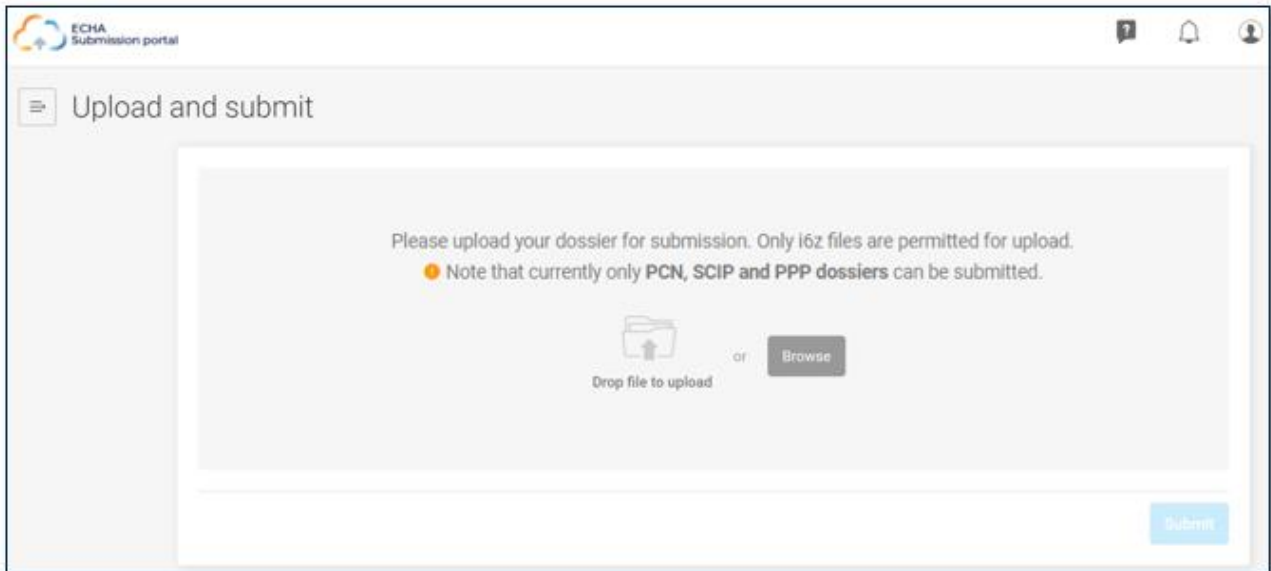 ECHA
Submission portal
Upload and submit
Please upload your dossier for submission. Only i6z files are permitted for upload.
Note that currently only PCN, SCIP and PPP dossiers can be submitted.
or
Browse
Drop file to upload
Submit